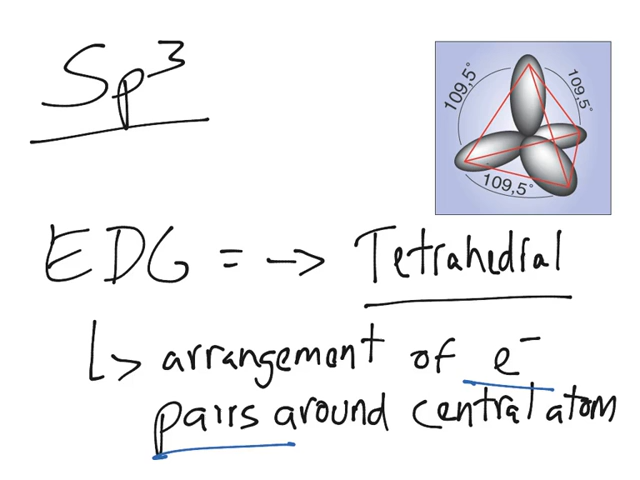 Sp³
109,5°
109,5°
109,5°
EDG = -> Tetrahedral
↳ arrangement of e⁻
pairs around central atom